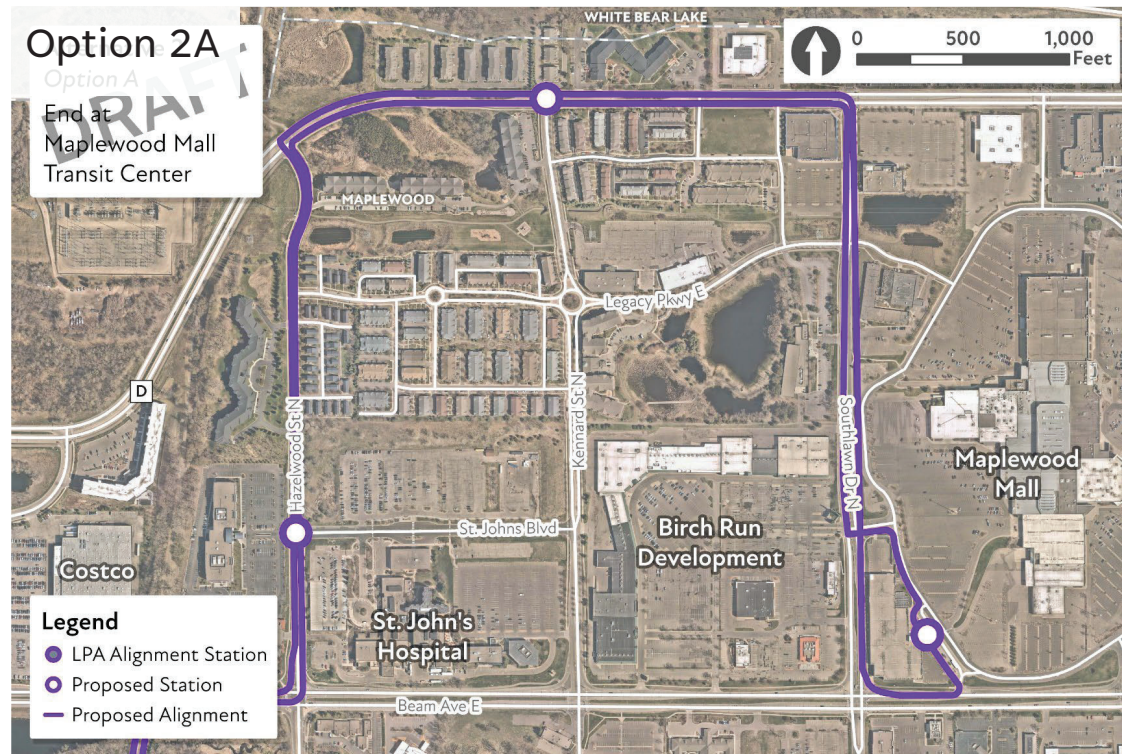 Option 2A
Option A
DRAFT
End at
Maplewood Mall
Transit Center
WHITE BEAR LAKE
0 500 1,000
Feet
MAPLEWOOD
Legacy Pkwy E
D
Hazelwood St N
Kennard St N
Southlawn Dr N
Maplewood
Mall
St. Johns Blvd
Birch Run
Development
Costco
St. John's
Hospital
Legend
LPA Alignment Station
Proposed Station
Proposed Alignment
Beam Ave E